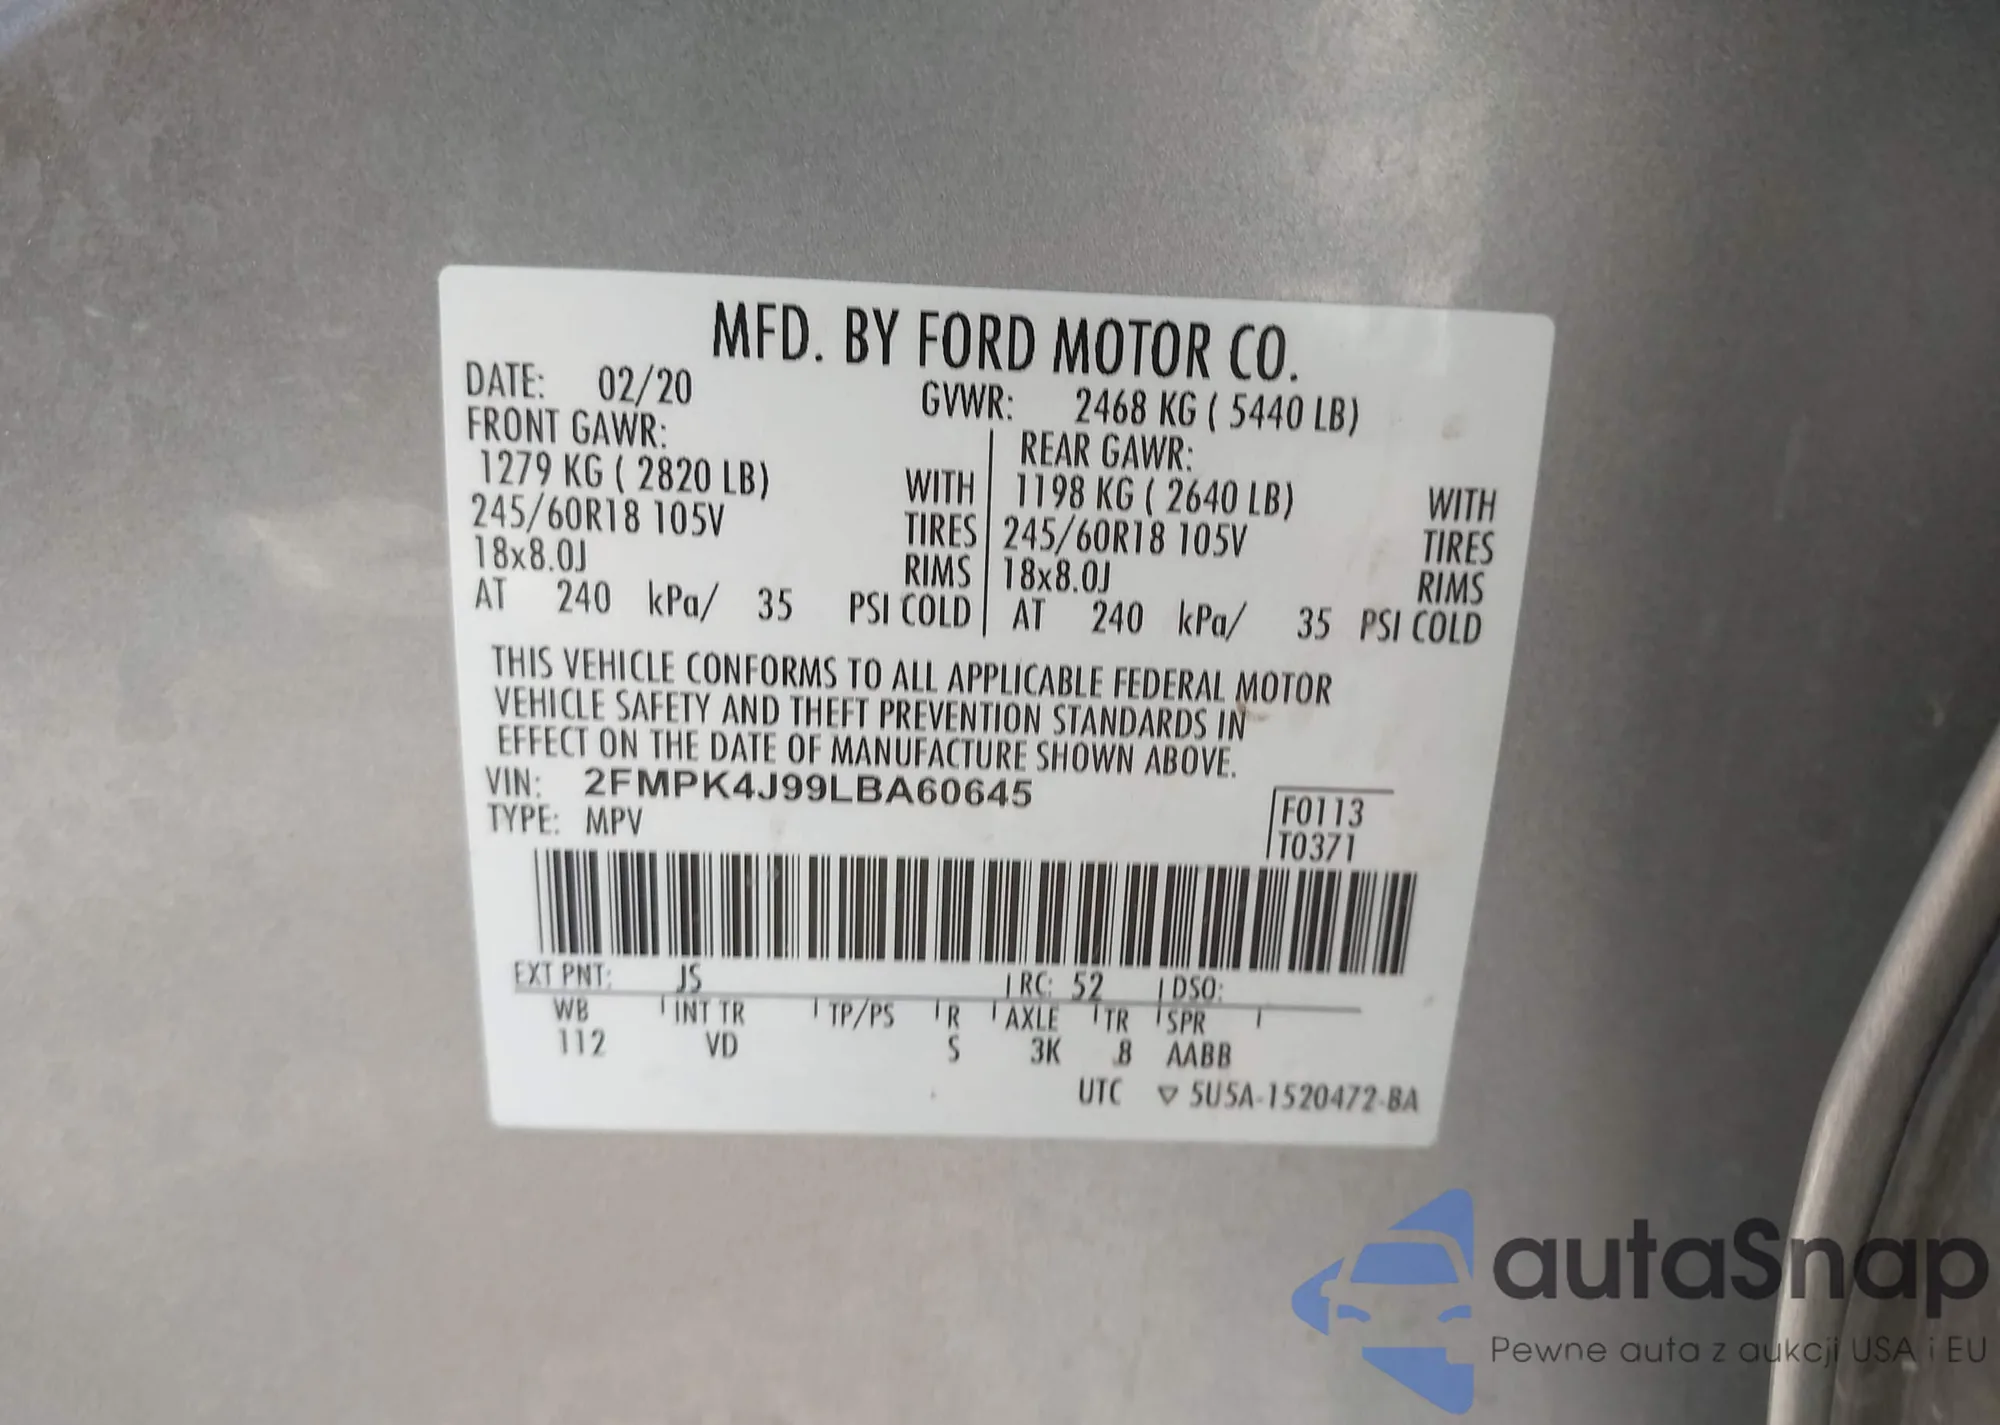 MFD. BY FORD MOTOR CO.
DATE: 02/20 GVWR: 2468 KG ( 5440 LB)
FRONT GAWR: REAR GAWR:
1279 KG ( 2820 LB) WITH 1198 KG ( 2640 LB) WITH
245/60R18 105V TIRES 245/60R18 105V TIRES
18x8.0J RIMS 18x8.0J RIMS
AT 240 kPa/ 35 PSI COLD AT 240 kPa/ 35 PSI COLD
THIS VEHICLE CONFORMS TO ALL APPLICABLE FEDERAL MOTOR
VEHICLE SAFETY AND THEFT PREVENTION STANDARDS IN
EFFECT ON THE DATE OF MANUFACTURE SHOWN ABOVE.
VIN: 2FMPK4J99LBA60645
TYPE: MPV
F0113
T0371
EXT PNT: JS RC: 52 DSO:
WB INT TR TP/PS R AXLE TR SPR
112 VD S 3K 8 AABB
UTC ▽ 5U5A-1520472-BA
autaSnap
Pewne auta z aukcji USA i EU